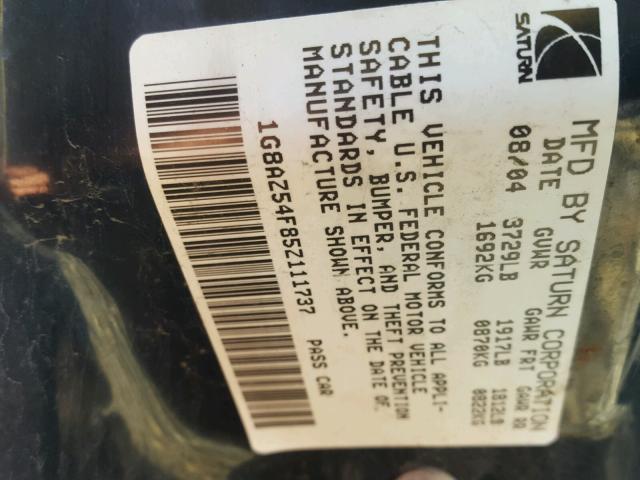 SATURN
MFD BY SATURN CORPORATION
DATE GVWR GAWR FRT GAWR RR
08/04 3729LB 1917LB 1812LB
1692KG 0870KG 0822KG
THIS VEHICLE CONFORMS TO ALL APPLI-
CABLE U.S. FEDERAL MOTOR VEHICLE
SAFETY, BUMPER, AND THEFT PREVENTION
STANDARDS IN EFFECT ON THE DATE OF
MANUFACTURE SHOWN ABOVE.
1G8AZ54F85Z111737 PASS CAR